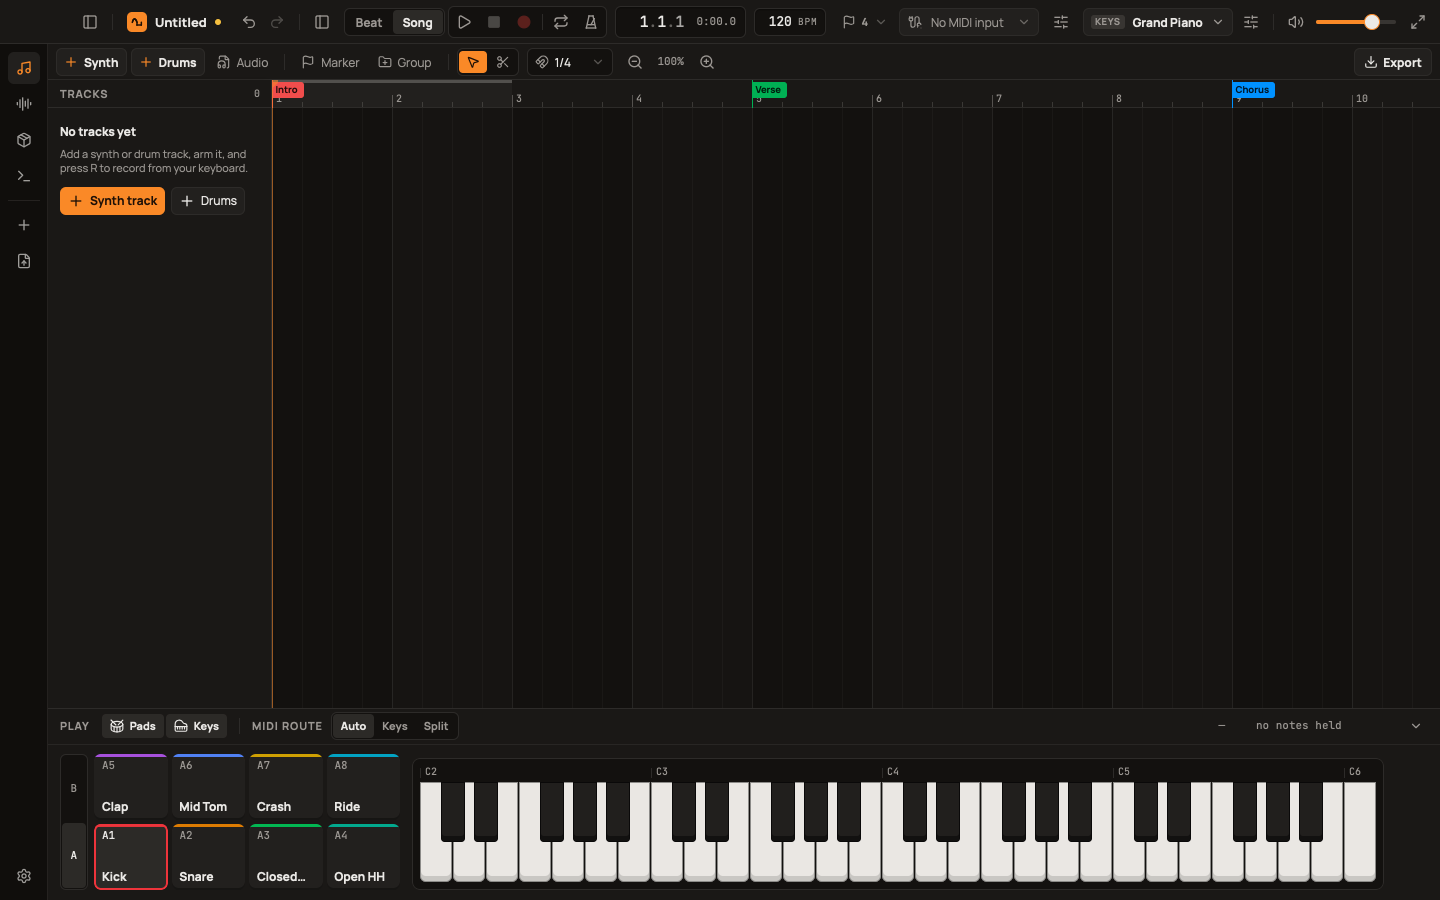 Untitled
Beat
Song
1.1.1
0:00.0
120 BPM
4
No MIDI input
KEYS
Grand Piano
Synth
Drums
Audio
Marker
Group
1/4
100%
Export
TRACKS
0
Intro
Verse
Chorus
1
2
3
4
5
6
7
8
9
10
No tracks yet
Add a synth or drum track, arm it, and
press R to record from your keyboard.
Synth track
Drums
PLAY
Pads
Keys
MIDI ROUTE
Auto
Keys
Split
—
no notes held
B
A
A5
Clap
A6
Mid Tom
A7
Crash
A8
Ride
A1
Kick
A2
Snare
A3
Closed...
A4
Open HH
C2
C3
C4
C5
C6